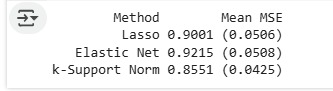 Method Mean MSE
Lasso 0.9001 (0.0506)
Elastic Net 0.9215 (0.0508)
k-Support Norm 0.8551 (0.0425)